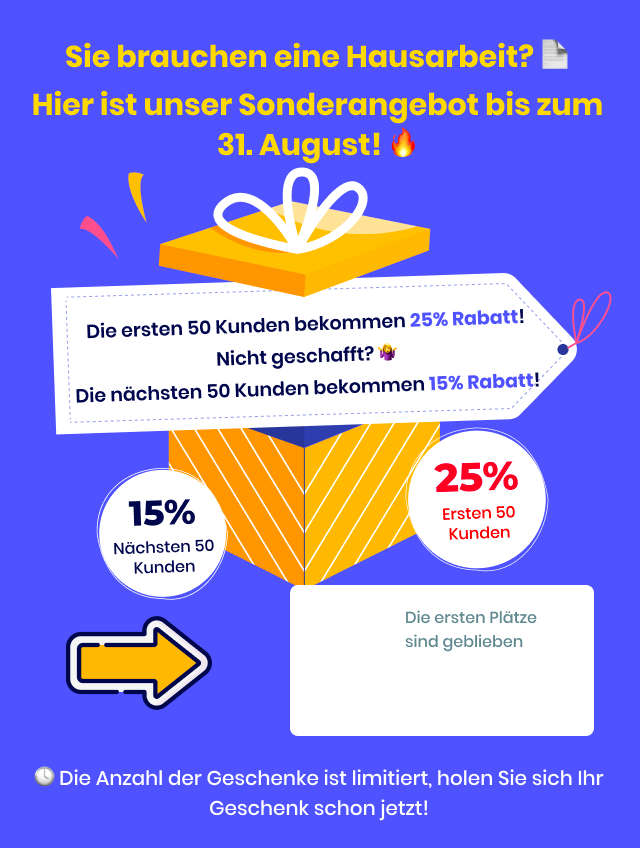 Sie brauchen eine Hausarbeit?
Hier ist unser Sonderangebot bis zum
31. August!
Die ersten 50 Kunden bekommen 25% Rabatt!
Nicht geschafft?
Die nächsten 50 Kunden bekommen 15% Rabatt!
25%
Ersten 50
Kunden
15%
Nächsten 50
Kunden
Die ersten Plätze
sind geblieben
Die Anzahl der Geschenke ist limitiert, holen Sie sich Ihr
Geschenk schon jetzt!